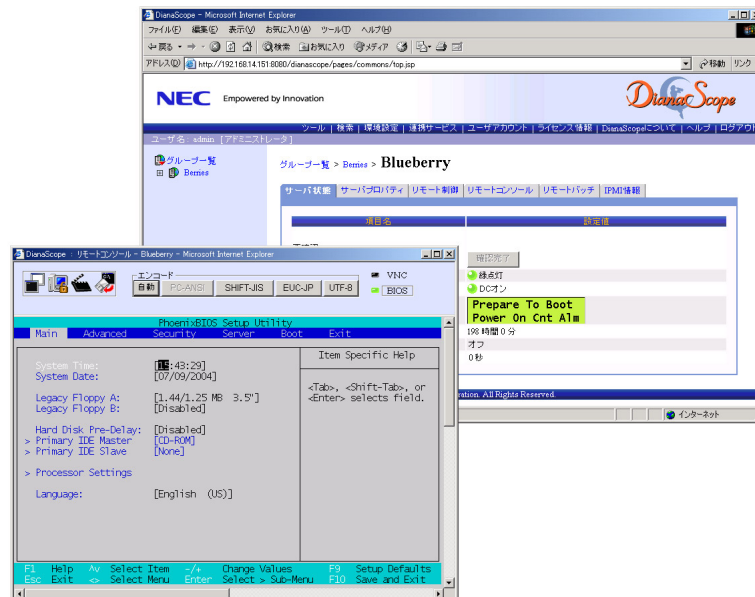 DianaScope - Microsoft Internet Explorer
ファイル(F) 編集(E) 表示(V) お気に入り(A) ツール(T) ヘルプ(H)
戻る 検索 お気に入り メディア
アドレス(D) http://192.168.14.151:8080/dianascope/pages/commons/top.jsp 移動 リンク
NEC Empowered by Innovation
DianaScope
ツール | 検索 | 環境設定 | 連携サービス | ユーザアカウント | ライセンス情報 | DianaScopeについて | ヘルプ | ログアウト
ユーザ名: admin [アドミニストレータ]
グループ一覧
Berries
グループ一覧 > Berries > Blueberry
サーバ状態 サーバプロパティ リモート制御 リモートコンソール リモートバッチ IPMI情報
項目名 設定値
確認完了
緑点灯
DCオン
Prepare To Boot
Power On Cnt Alm
198 時間 0 分
オフ
0 秒
ration. All Rights Reserved.
インターネット
DianaScope : リモートコンソール - Blueberry - Microsoft Internet Explorer
エンコード
自動 PC-ANSI SHIFT-JIS EUC-JP UTF-8
VNC
BIOS
PhoenixBIOS Setup Utility
Main Advanced Security Server Boot Exit
System Time: [15:43:29]
System Date: [07/09/2004]
Legacy Floppy A: [1.44/1.25 MB 3.5"]
Legacy Floppy B: [Disabled]
Hard Disk Pre-Delay: [Disabled]
> Primary IDE Master [CD-ROM]
> Primary IDE Slave [None]
> Processor Settings
Language: [English (US)]
Item Specific Help
<Tab>, <Shift-Tab>, or
<Enter> selects field.
F1 Help ^v Select Item -/+ Change Values F9 Setup Defaults
Esc Exit <> Select Menu Enter Select > Sub-Menu F10 Save and Exit